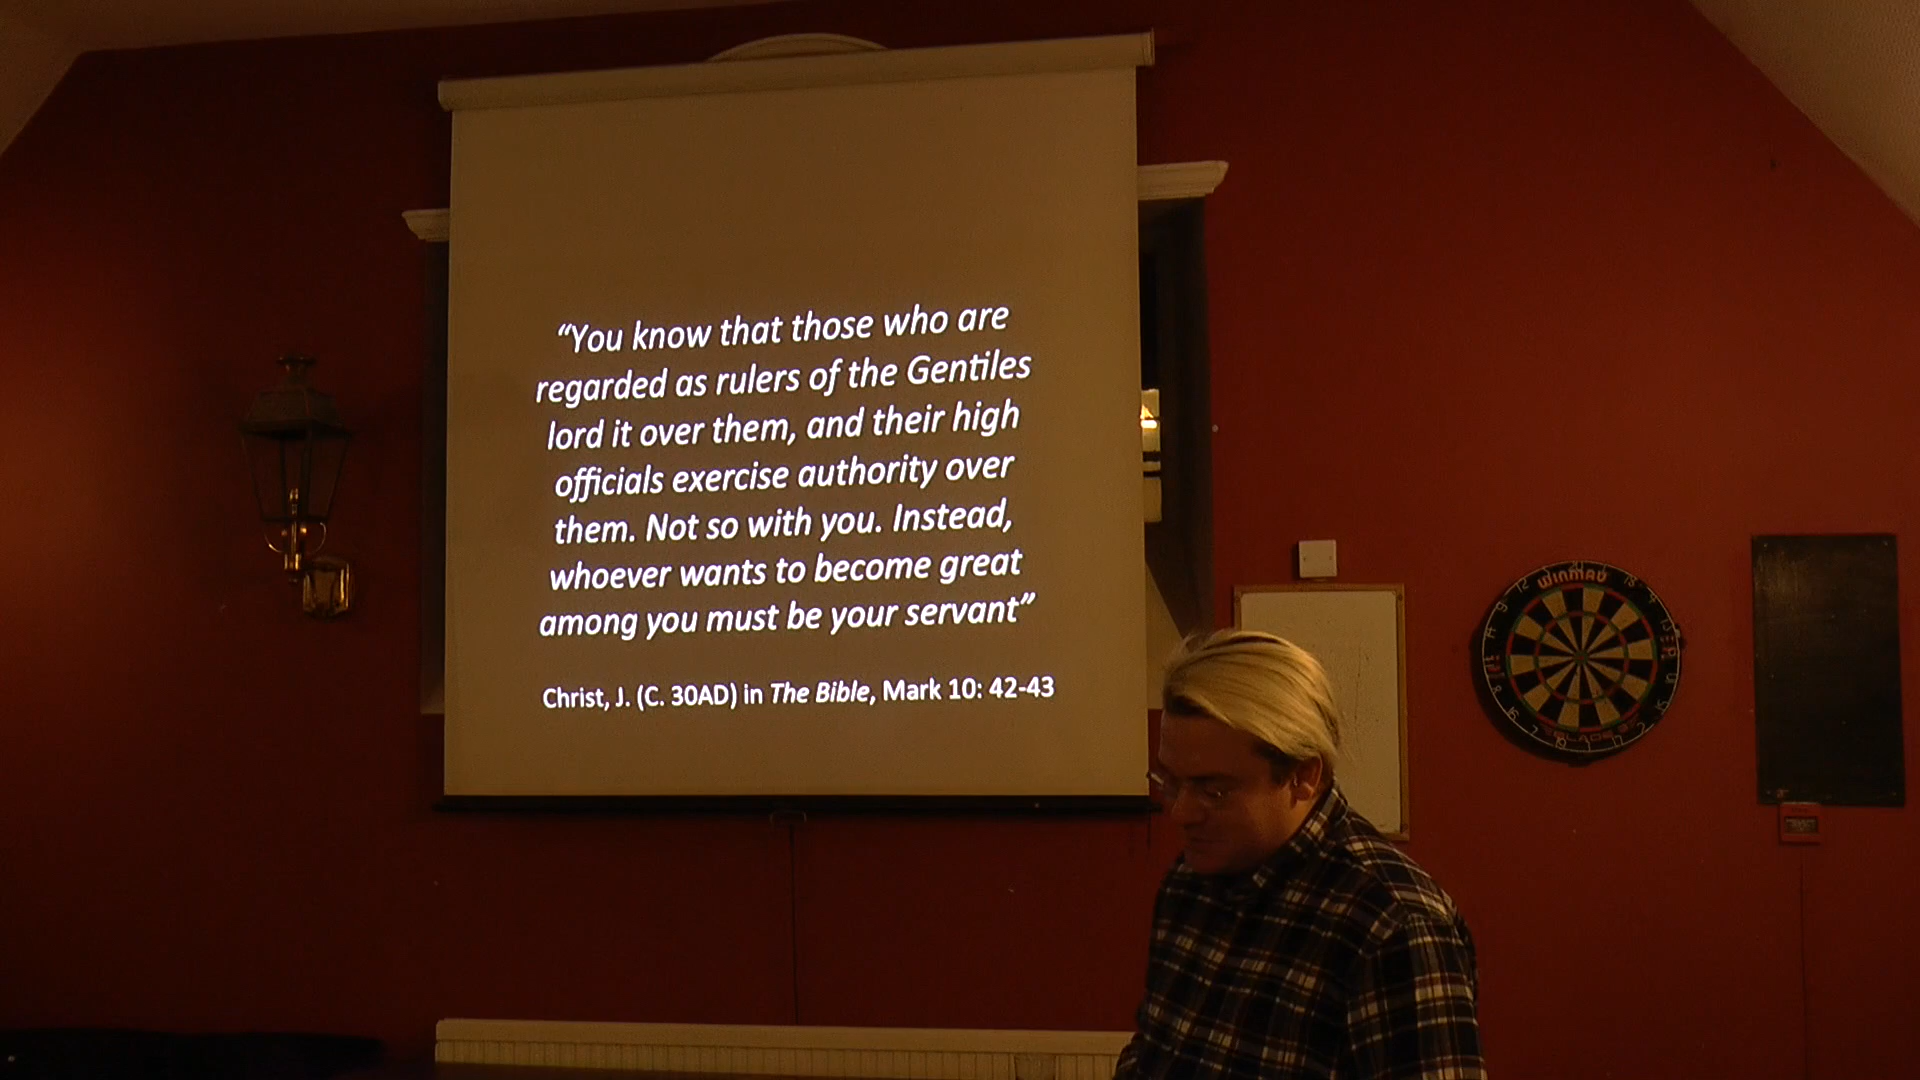 “You know that those who are
regarded as rulers of the Gentiles
lord it over them, and their high
officials exercise authority over
them. Not so with you. Instead,
whoever wants to become great
among you must be your servant”
Christ, J. (C. 30AD) in The Bible, Mark 10: 42-43
WINMAU